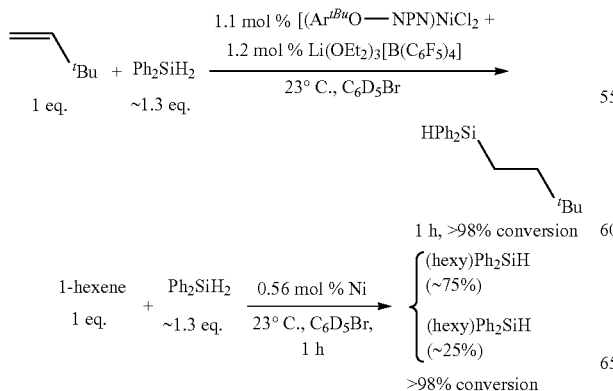 1.1 mol % [(Ar^tBuO—NPN)NiCl2 +
1.2 mol % Li(OEt2)3[B(C6F5)4]
tBu + Ph2SiH2
23° C., C6D5Br
1 eq. ~1.3 eq.
55
HPh2Si
tBu
1 h, >98% conversion 60
1-hexene + Ph2SiH2 0.56 mol % Ni (hexy)Ph2SiH
(~75%)
1 eq. ~1.3 eq. 23° C., C6D5Br,
1 h
(hexy)Ph2SiH
(~25%)
65
>98% conversion